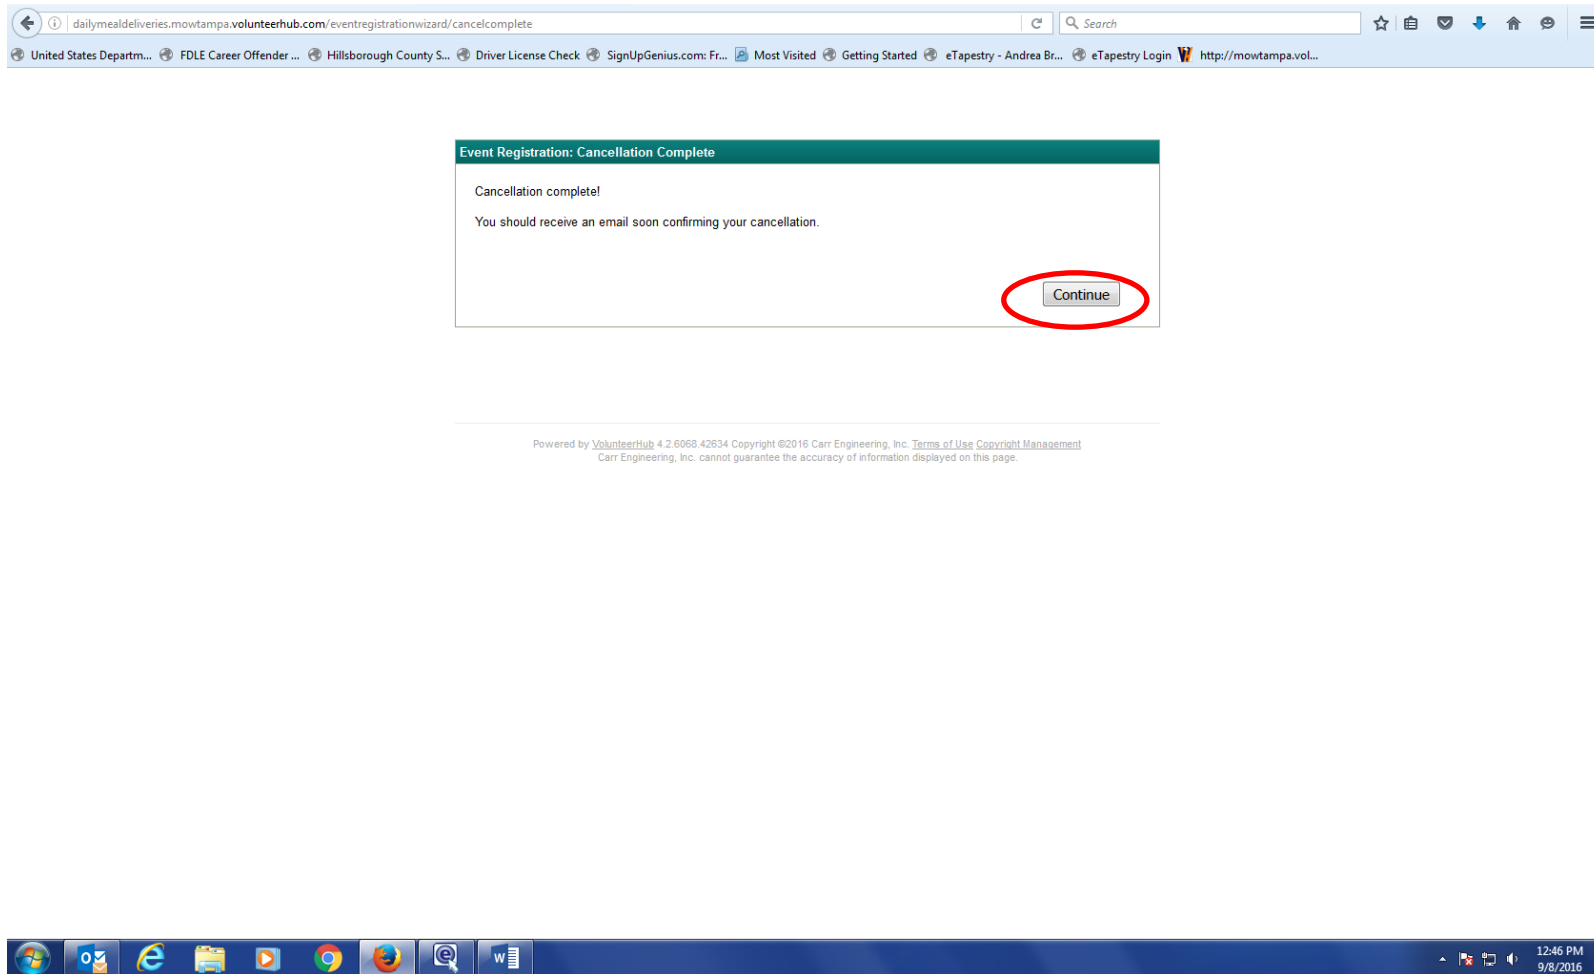 dailymealdeliveries.mowtampa.volunteerhub.com/eventregistrationwizard/cancelcomplete
Search
United States Departm... FDLE Career Offender ... Hillsborough County S... Driver License Check SignUpGenius.com: Fr... Most Visited Getting Started eTapestry - Andrea Br... eTapestry Login http://mowtampa.vol...
Event Registration: Cancellation Complete
Cancellation complete!
You should receive an email soon confirming your cancellation.
Continue
Powered by VolunteerHub 4.2.6068.42634 Copyright ©2016 Carr Engineering, Inc. Terms of Use Copyright Management
Carr Engineering, Inc. cannot guarantee the accuracy of information displayed on this page.
12:46 PM
9/8/2016